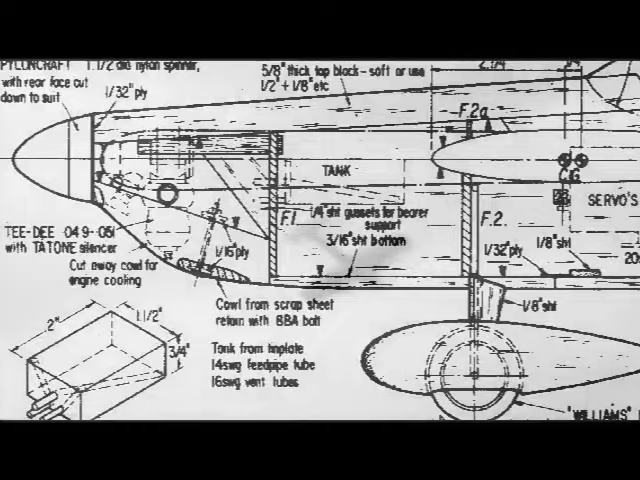 PYLONCRAFT 1.1/2" dia nylon spinner,
with rear face cut
down to suit
1/32" ply
5/8" thick top block - soft or use
1/2" + 1/8" etc
2.1/4
F.2a
TANK
C.G
SERVO'S
F.1
1/4" sht gussets for bearer
support
3/16" sht bottom
F.2
1/32" ply
1/8" sht
TEE-DEE ·049-·051
with TATONE silencer
1/16" ply
Cut away cowl for
engine cooling
Cowl from scrap sheet
retain with 8BA bolt
1/8" sht
2"
1.1/2"
3/4"
Tank from tinplate
14swg feedpipe tube
16swg vent tubes
"WILLIAMS"